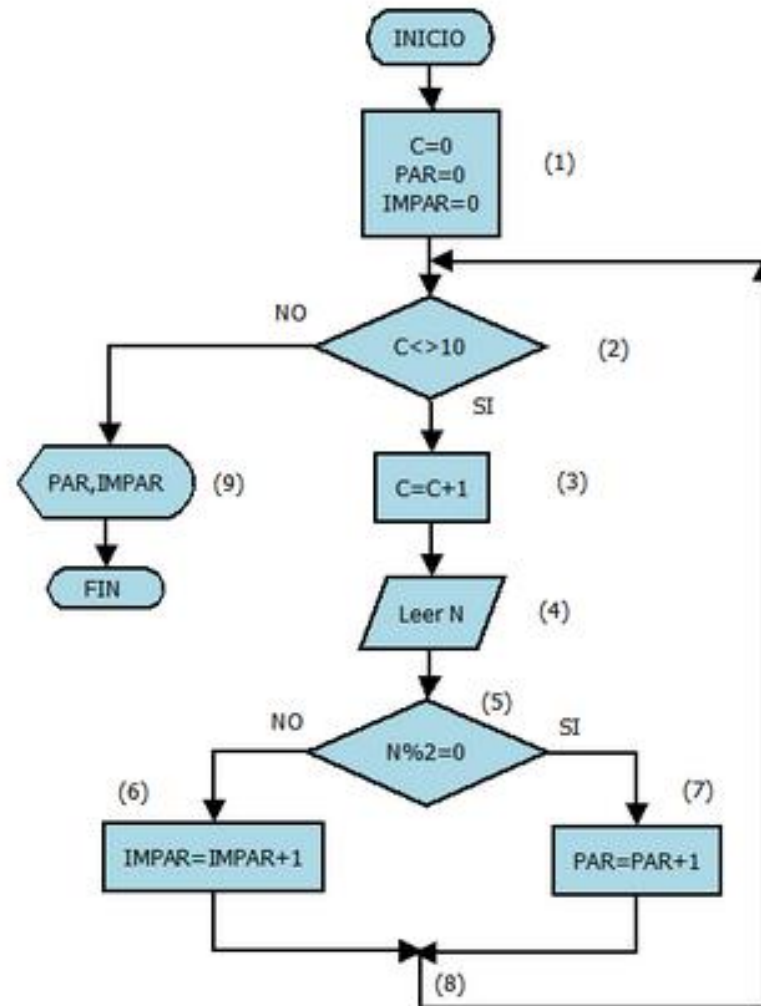 INICIO
C=0
PAR=0
IMPAR=0
(1)
NO
C<>10
(2)
SI
PAR,IMPAR
(9)
C=C+1
(3)
FIN
Leer N
(4)
(5)
NO
N%2=0
SI
(6)
(7)
IMPAR=IMPAR+1
PAR=PAR+1
(8)